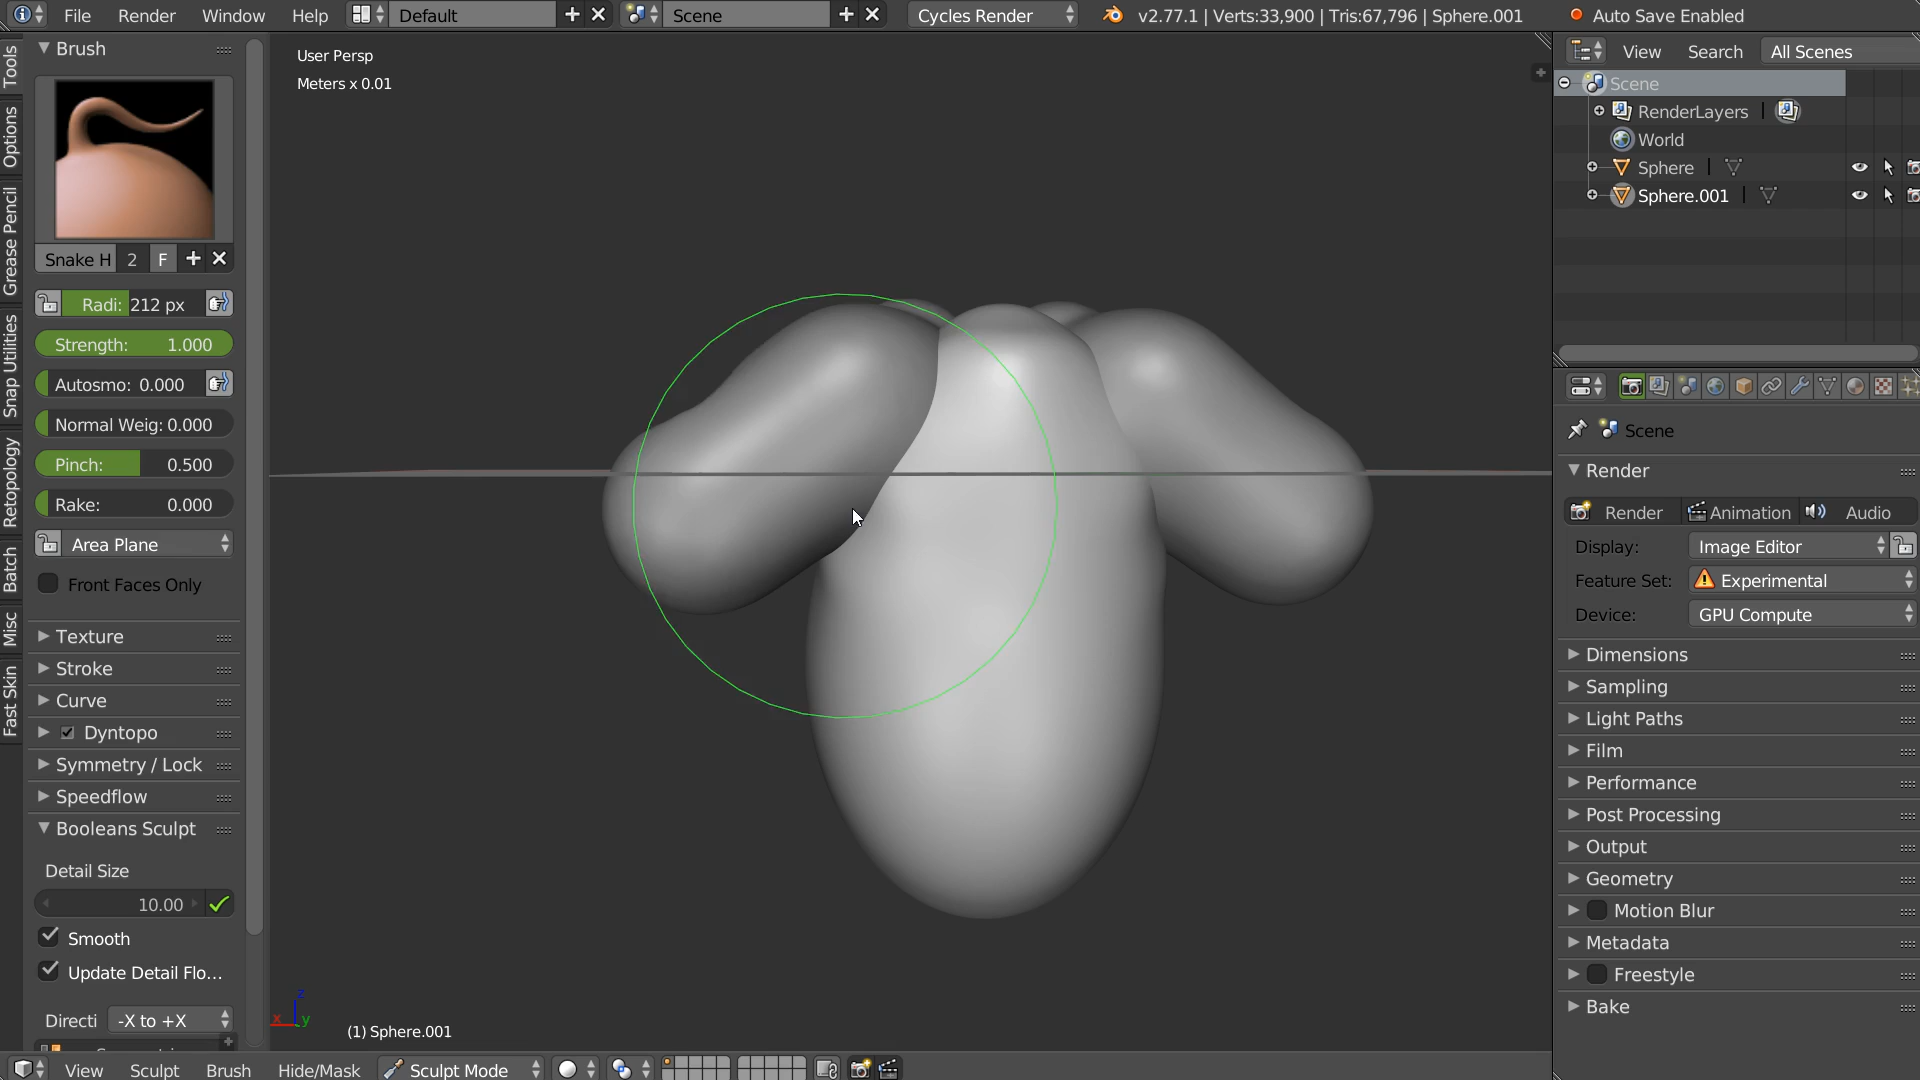 File Render Window Help Default Scene Cycles Render v2.77.1 | Verts:33,900 | Tris:67,796 | Sphere.001 Auto Save Enabled
Tools
Options
Grease Pencil
Snap Utilities
Retopology
Batch
Misc
Fast Skin
Brush
Snake H 2 F
Radi: 212 px
Strength: 1.000
Autosmo: 0.000
Normal Weig: 0.000
Pinch: 0.500
Rake: 0.000
Area Plane
Front Faces Only
Texture
Stroke
Curve
Dyntopo
Symmetry / Lock
Speedflow
Booleans Sculpt
Detail Size
10.00
Smooth
Update Detail Flo...
Directi -X to +X
User Persp
Meters x 0.01
z
x y
(1) Sphere.001
View Sculpt Brush Hide/Mask Sculpt Mode
View Search All Scenes
Scene
RenderLayers
World
Sphere
Sphere.001
Scene
Render
Render Animation Audio
Display: Image Editor
Feature Set: Experimental
Device: GPU Compute
Dimensions
Sampling
Light Paths
Film
Performance
Post Processing
Output
Geometry
Motion Blur
Metadata
Freestyle
Bake